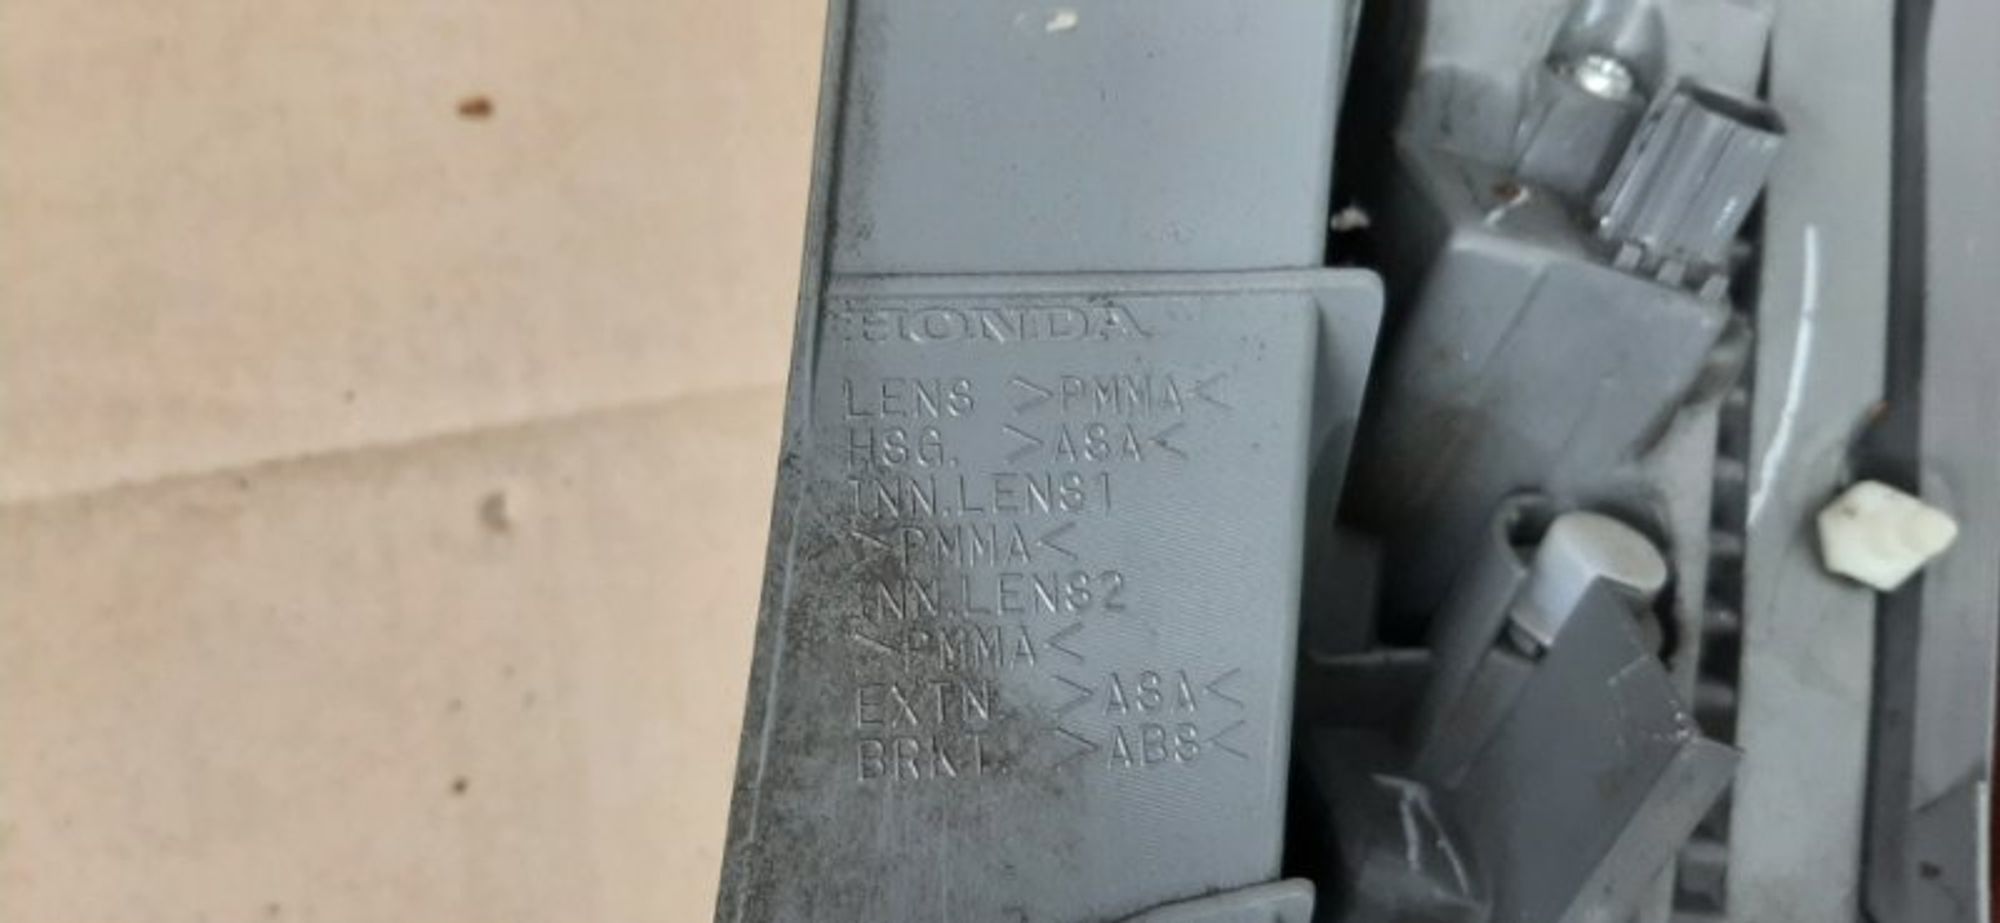 HONDA
LENS >PMMA<
HSG. >ASA<
INN.LENS1
>PMMA<
INN.LENS2
>PMMA<
EXTN. >ASA<
BRKT. >ABS<